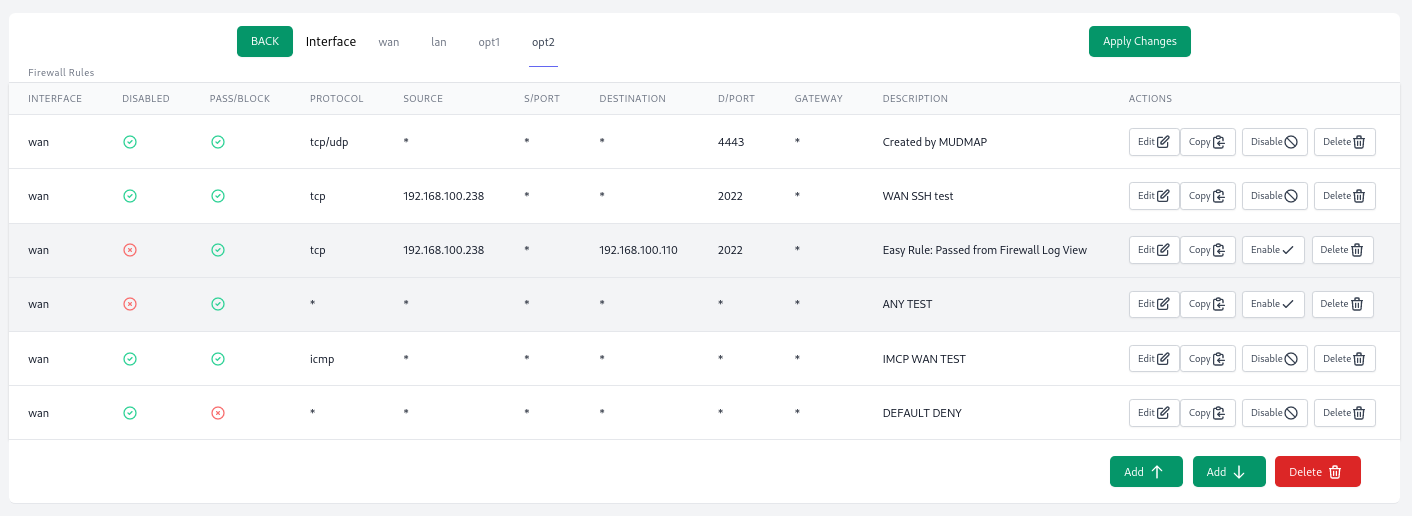 BACK Interface wan lan opt1 opt2 Apply Changes
Firewall Rules
INTERFACE DISABLED PASS/BLOCK PROTOCOL SOURCE S/PORT DESTINATION D/PORT GATEWAY DESCRIPTION ACTIONS
wan tcp/udp * * * 4443 * Created by MUDMAP Edit Copy Disable Delete
wan tcp 192.168.100.238 * * 2022 * WAN SSH test Edit Copy Disable Delete
wan tcp 192.168.100.238 * 192.168.100.110 2022 * Easy Rule: Passed from Firewall Log View Edit Copy Enable Delete
wan * * * * * * ANY TEST Edit Copy Enable Delete
wan icmp * * * * * IMCP WAN TEST Edit Copy Disable Delete
wan * * * * * * DEFAULT DENY Edit Copy Disable Delete
Add Add Delete